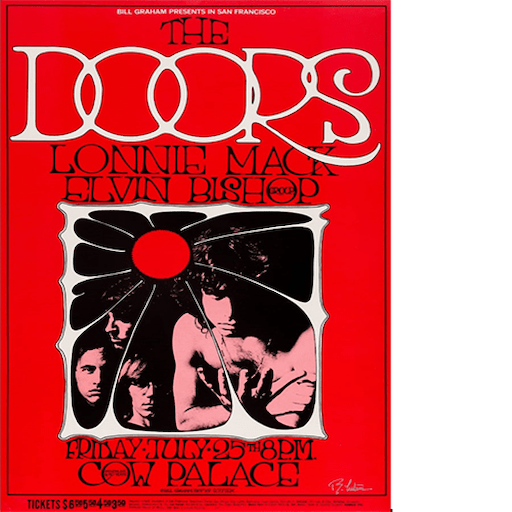 BILL GRAHAM PRESENTS IN SAN FRANCISCO
THE
DOORS
LONNIE MACK
ELVIN BISHOP GROUP
FRIDAY·JULY·25TH 8P.M.
COW PALACE
TICKETS $6.50 5.50 4.50 3.50